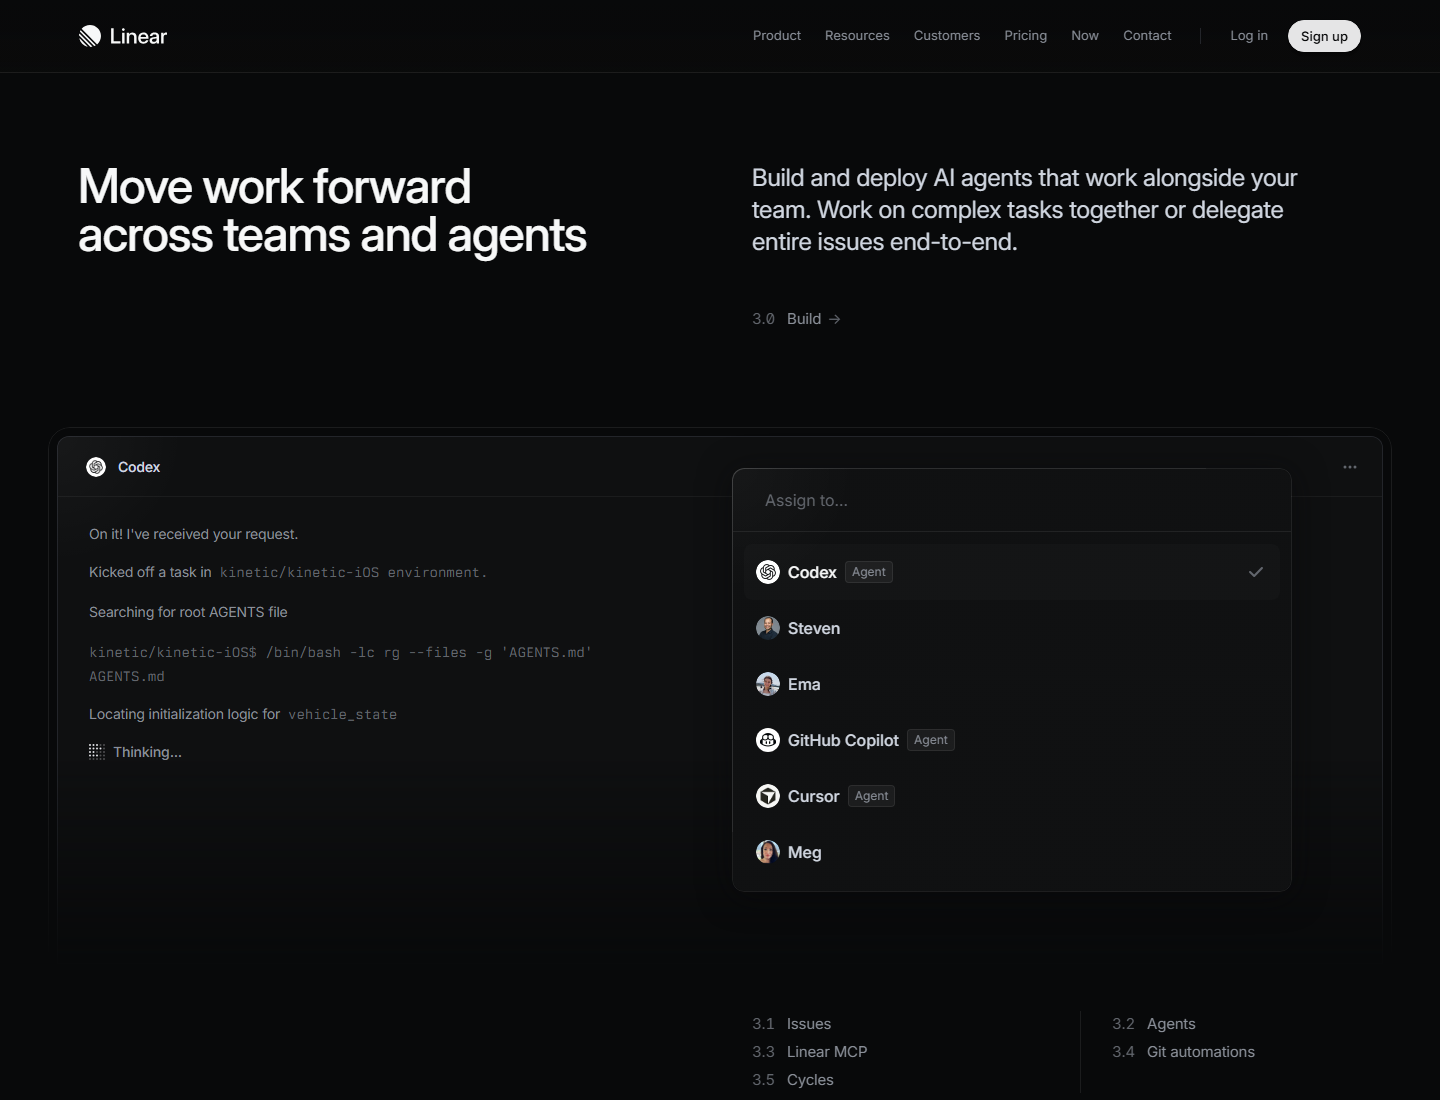 Linear
Product Resources Customers Pricing Now Contact Log in Sign up
Move work forward
across teams and agents
Build and deploy AI agents that work alongside your
team. Work on complex tasks together or delegate
entire issues end-to-end.
3.0 Build →
Codex
On it! I've received your request.
Kicked off a task in kinetic/kinetic-iOS environment.
Searching for root AGENTS file
kinetic/kinetic-iOS$ /bin/bash -lc rg --files -g 'AGENTS.md'
AGENTS.md
Locating initialization logic for vehicle_state
Thinking...
Assign to...
Codex Agent
Steven
Ema
GitHub Copilot Agent
Cursor Agent
Meg
3.1 Issues
3.3 Linear MCP
3.5 Cycles
3.2 Agents
3.4 Git automations